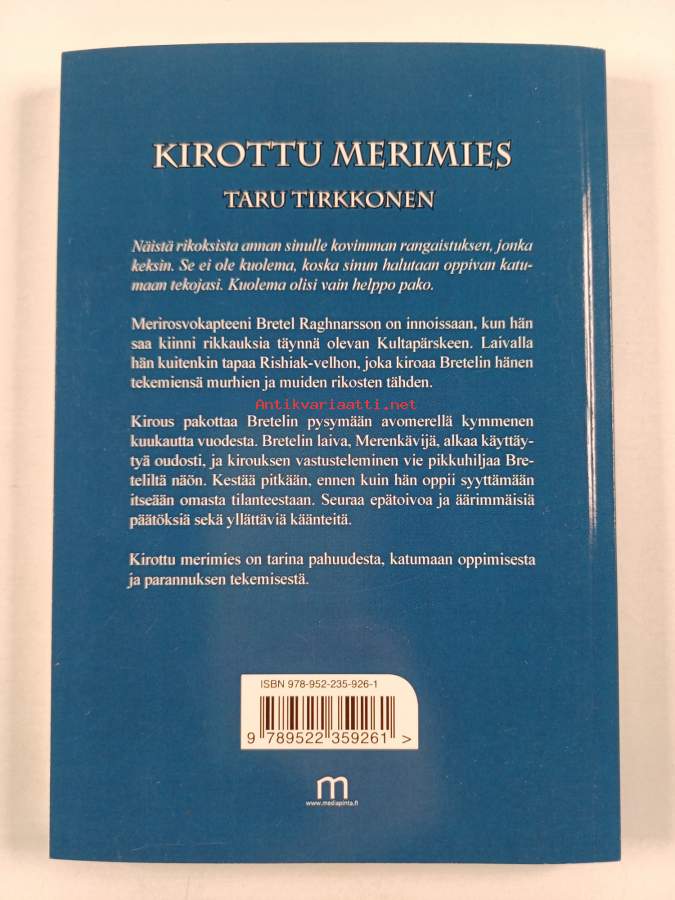 KIROTTU MERIMIES
TARU TIRKKONEN
Näistä rikoksista annan sinulle kovimman rangaistuksen, jonka
keksin. Se ei ole kuolema, koska sinun halutaan oppivan katu-
maan tekojasi. Kuolema olisi vain helppo pako.
Merirosvokapteeni Bretel Raghnarsson on innoissaan, kun hän
saa kiinni rikkauksia täynnä olevan Kultapärskeen. Laivalla
hän kuitenkin tapaa Rishiak-velhon, joka kiroaa Bretelin hänen
tekemiensä murhien ja muiden rikosten tähden.
Antikvariaatti.net
Kirous pakottaa Bretelin pysymään avomerellä kymmenen
kuukautta vuodesta. Bretelin laiva, Merenkävijä, alkaa käyttäy-
tyä oudosti, ja kirouksen vastusteleminen vie pikkuhiljaa Bre-
teliltä näön. Kestää pitkään, ennen kuin hän oppii syyttämään
itseään omasta tilanteestaan. Seuraa epätoivoa ja äärimmäisiä
päätöksiä sekä yllättäviä käänteitä.
Kirottu merimies on tarina pahuudesta, katumaan oppimisesta
ja parannuksen tekemisestä.
ISBN 978-952-235-926-1
9 789522 359261 >
m
www.mediapinta.fi